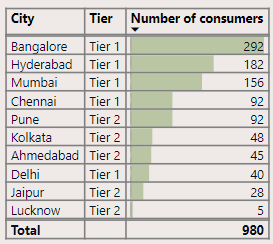 City Tier Number of consumers
Bangalore Tier 1 292
Hyderabad Tier 1 182
Mumbai Tier 1 156
Chennai Tier 1 92
Pune Tier 2 92
Kolkata Tier 2 48
Ahmedabad Tier 2 45
Delhi Tier 1 40
Jaipur Tier 2 28
Lucknow Tier 2 5
Total 980